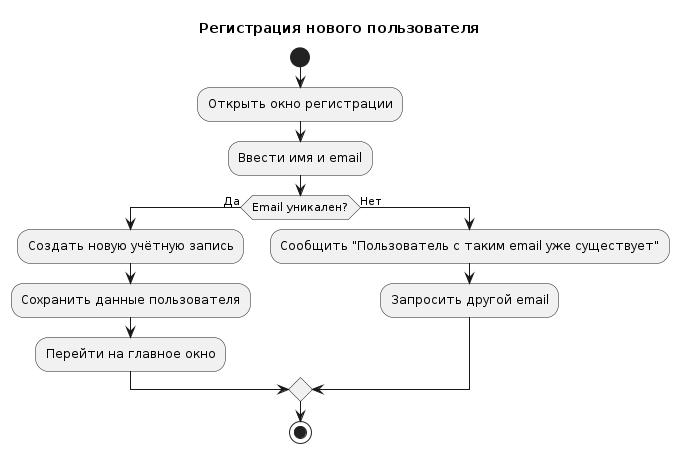 Регистрация нового пользователя
Открыть окно регистрации
Ввести имя и email
Да
Email уникален?
Нет
Создать новую учётную запись
Сообщить "Пользователь с таким email уже существует"
Сохранить данные пользователя
Запросить другой email
Перейти на главное окно